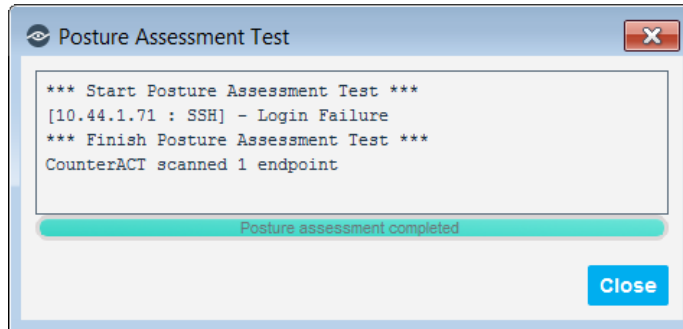 Posture Assessment Test
*** Start Posture Assessment Test ***
[10.44.1.71 : SSH] - Login Failure
*** Finish Posture Assessment Test ***
CounterACT scanned 1 endpoint
Posture assessment completed
Close